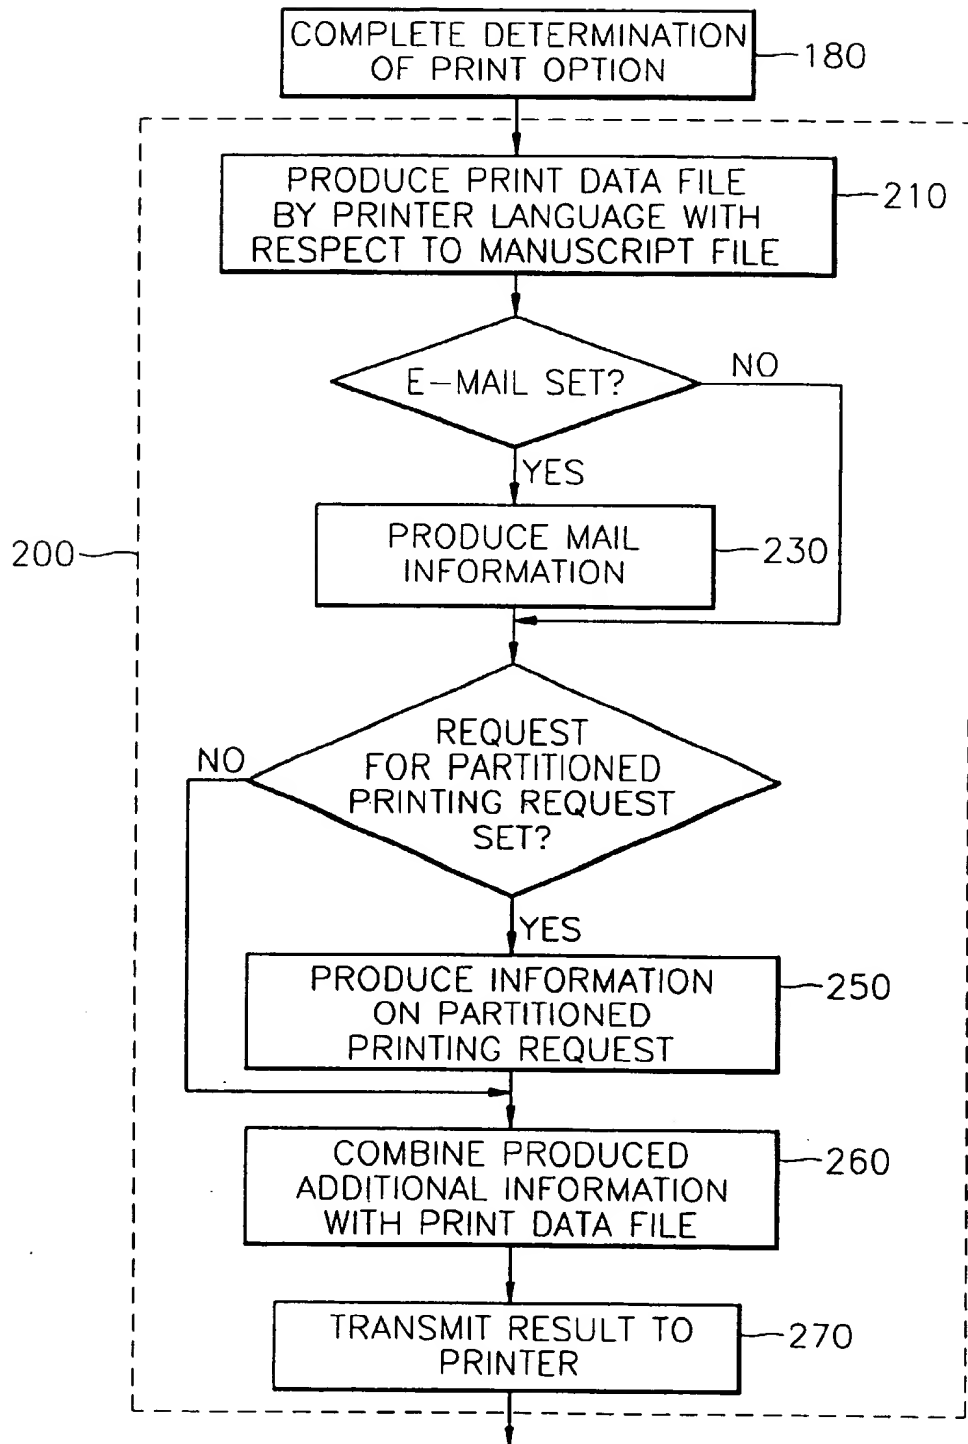 COMPLETE DETERMINATION
OF PRINT OPTION
180
PRODUCE PRINT DATA FILE
BY PRINTER LANGUAGE WITH
RESPECT TO MANUSCRIPT FILE
210
E-MAIL SET?
NO
YES
200
PRODUCE MAIL
INFORMATION
230
REQUEST
FOR PARTITIONED
PRINTING REQUEST
SET?
NO
YES
PRODUCE INFORMATION
ON PARTITIONED
PRINTING REQUEST
250
COMBINE PRODUCED
ADDITIONAL INFORMATION
WITH PRINT DATA FILE
260
TRANSMIT RESULT TO
PRINTER
270